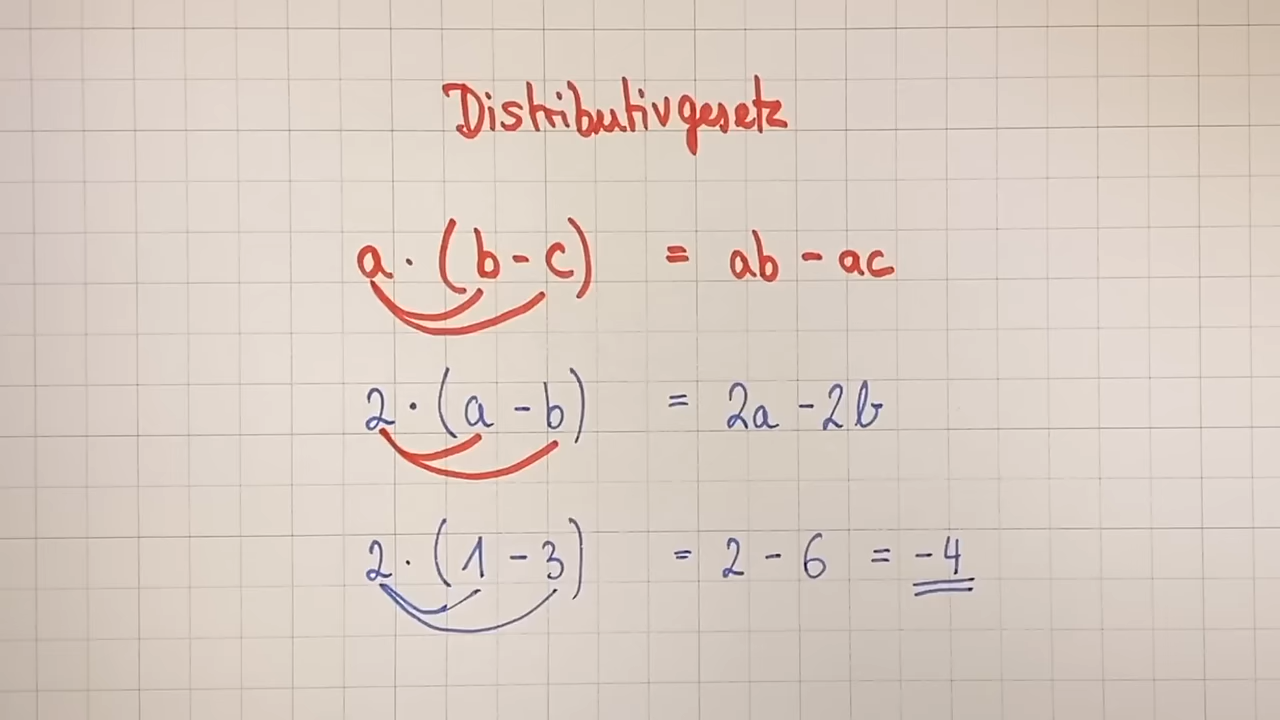 Distributivgesetz
a · (b - c) = ab - ac
2 · (a - b) = 2a - 2b
2 · (1 - 3) = 2 - 6 = -4